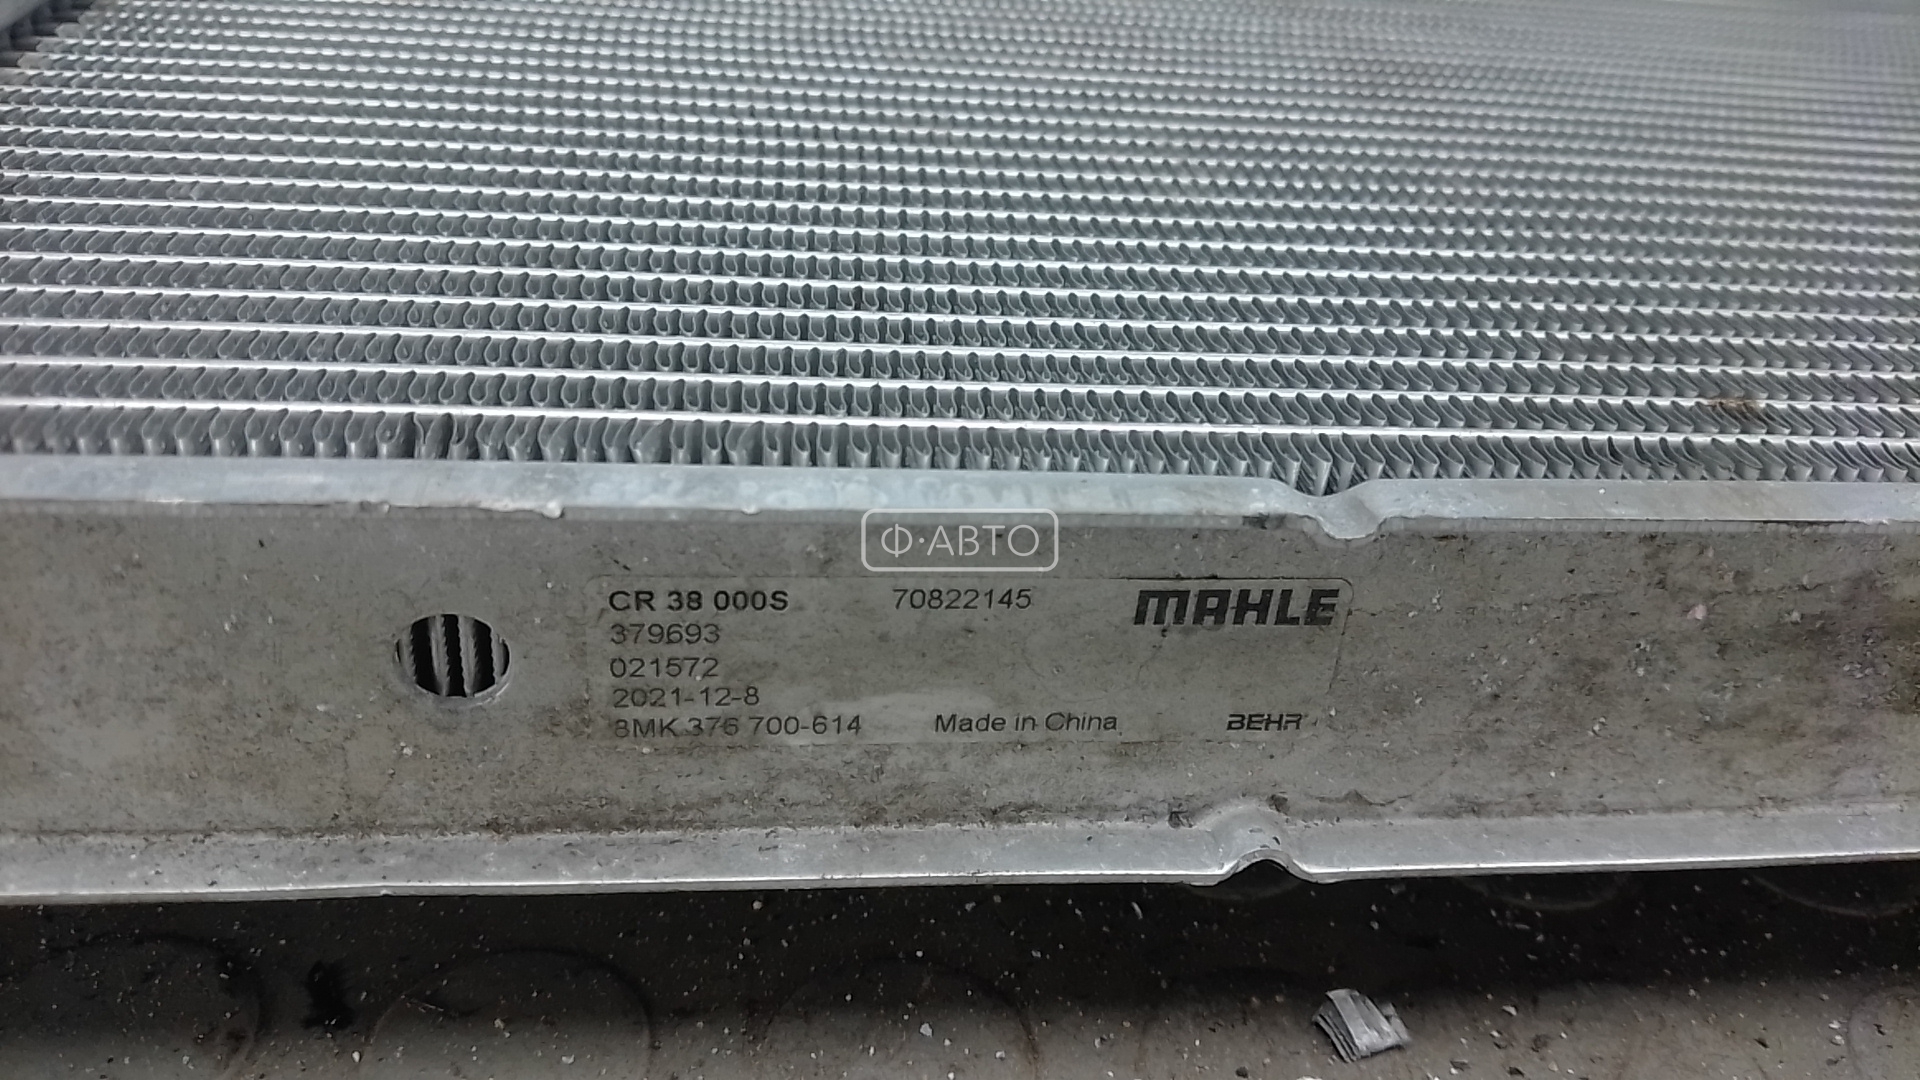 Ф·АВТО
CR 38 000S 70822145 MAHLE
379693
021572
2021-12-8
8MK 376 700-614 Made in China BEHR